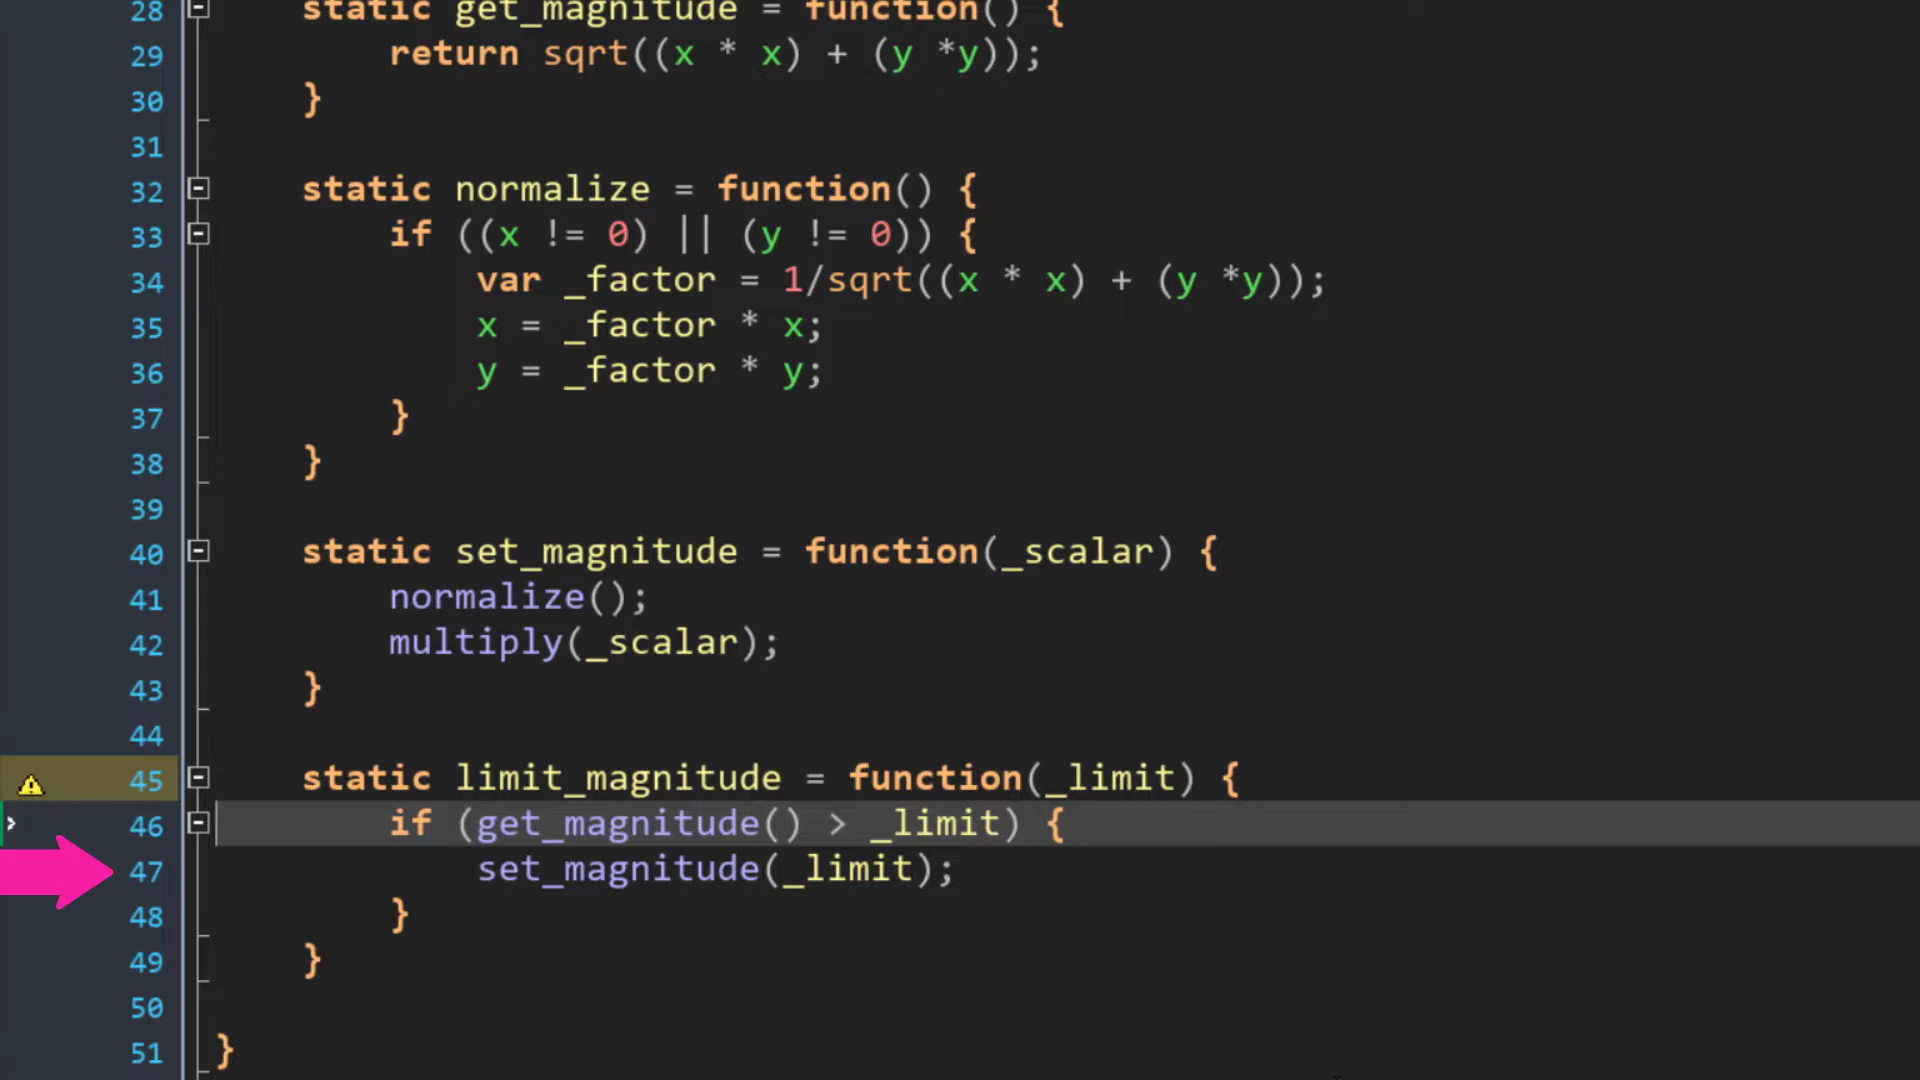 28 static get_magnitude = function() {
29 return sqrt((x * x) + (y *y));
30 }
31
32 static normalize = function() {
33 if ((x != 0) || (y != 0)) {
34 var _factor = 1/sqrt((x * x) + (y *y));
35 x = _factor * x;
36 y = _factor * y;
37 }
38 }
39
40 static set_magnitude = function(_scalar) {
41 normalize();
42 multiply(_scalar);
43 }
44
45 static limit_magnitude = function(_limit) {
46 if (get_magnitude() > _limit) {
47 set_magnitude(_limit);
48 }
49 }
50
51 }